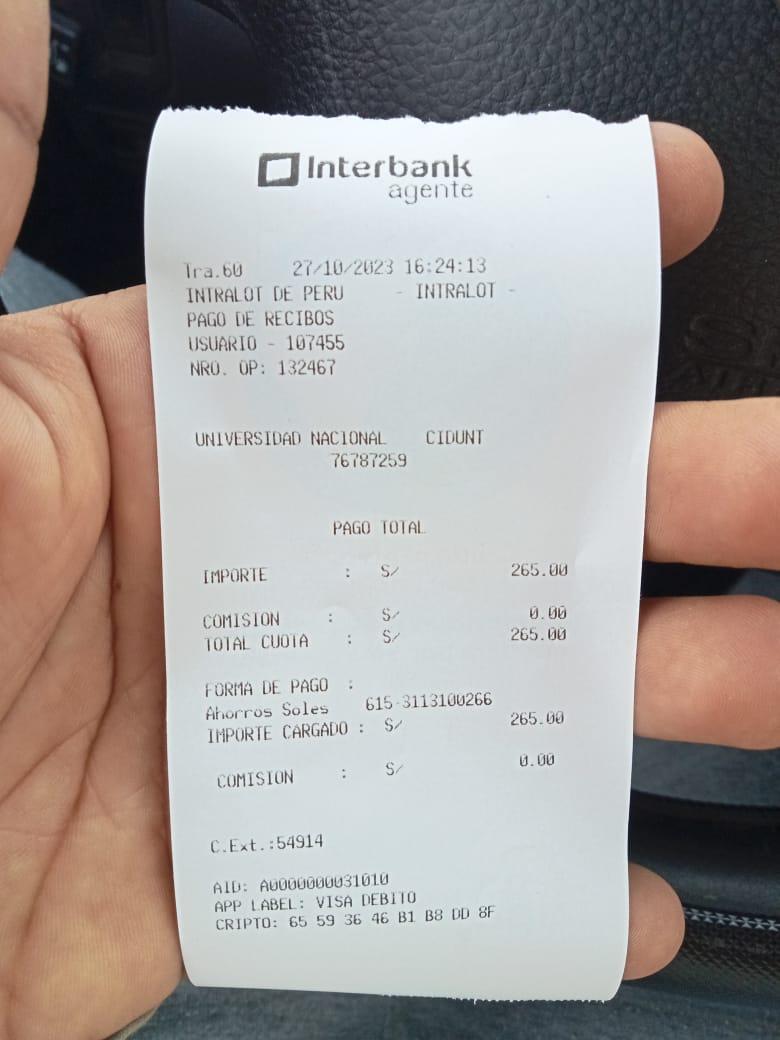 Interbank
agente
Tra.60 27/10/2023 16:24:13
INTRALOT DE PERU - INTRALOT -
PAGO DE RECIBOS
USUARIO - 107455
NRO. OP: 132467
UNIVERSIDAD NACIONAL CIDUNT
76787259
PAGO TOTAL
IMPORTE : S/ 265.00
COMISION : S/ 0.00
TOTAL CUOTA : S/ 265.00
FORMA DE PAGO :
Ahorros Soles 615-3113100266
IMPORTE CARGADO : S/ 265.00
COMISION : S/ 0.00
C.Ext.:54914
AID: A0000000031010
APP LABEL: VISA DEBITO
CRIPTO: 65 59 36 46 B1 B8 DD 8F